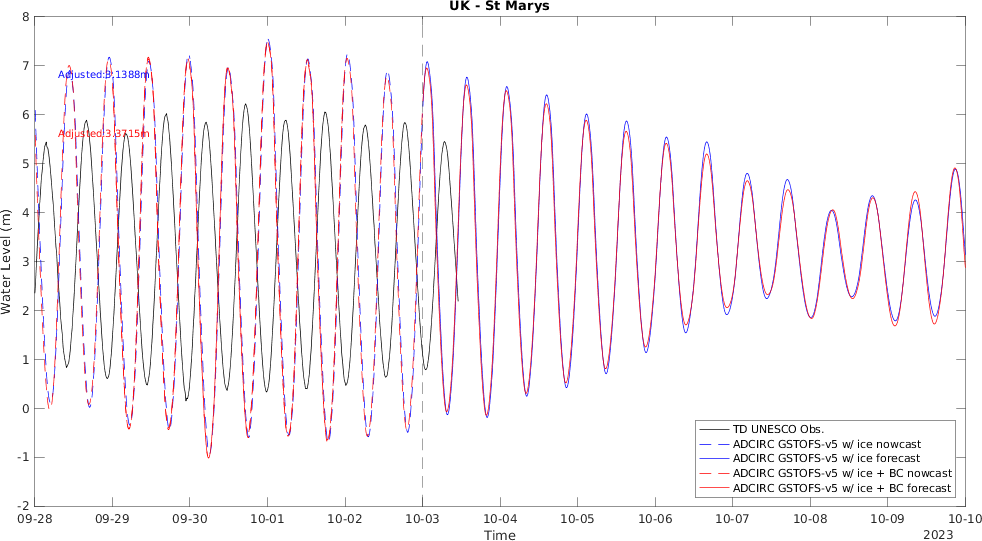 UK - St Marys
8
7
6
5
4
3
2
1
0
-1
-2
Water Level (m)
Adjusted:3.1388m
Adjusted:3.3715m
TD UNESCO Obs.
ADCIRC GSTOFS-v5 w/ ice nowcast
ADCIRC GSTOFS-v5 w/ ice forecast
ADCIRC GSTOFS-v5 w/ ice + BC nowcast
ADCIRC GSTOFS-v5 w/ ice + BC forecast
09-28 09-29 09-30 10-01 10-02 10-03 10-04 10-05 10-06 10-07 10-08 10-09 10-10
Time
2023